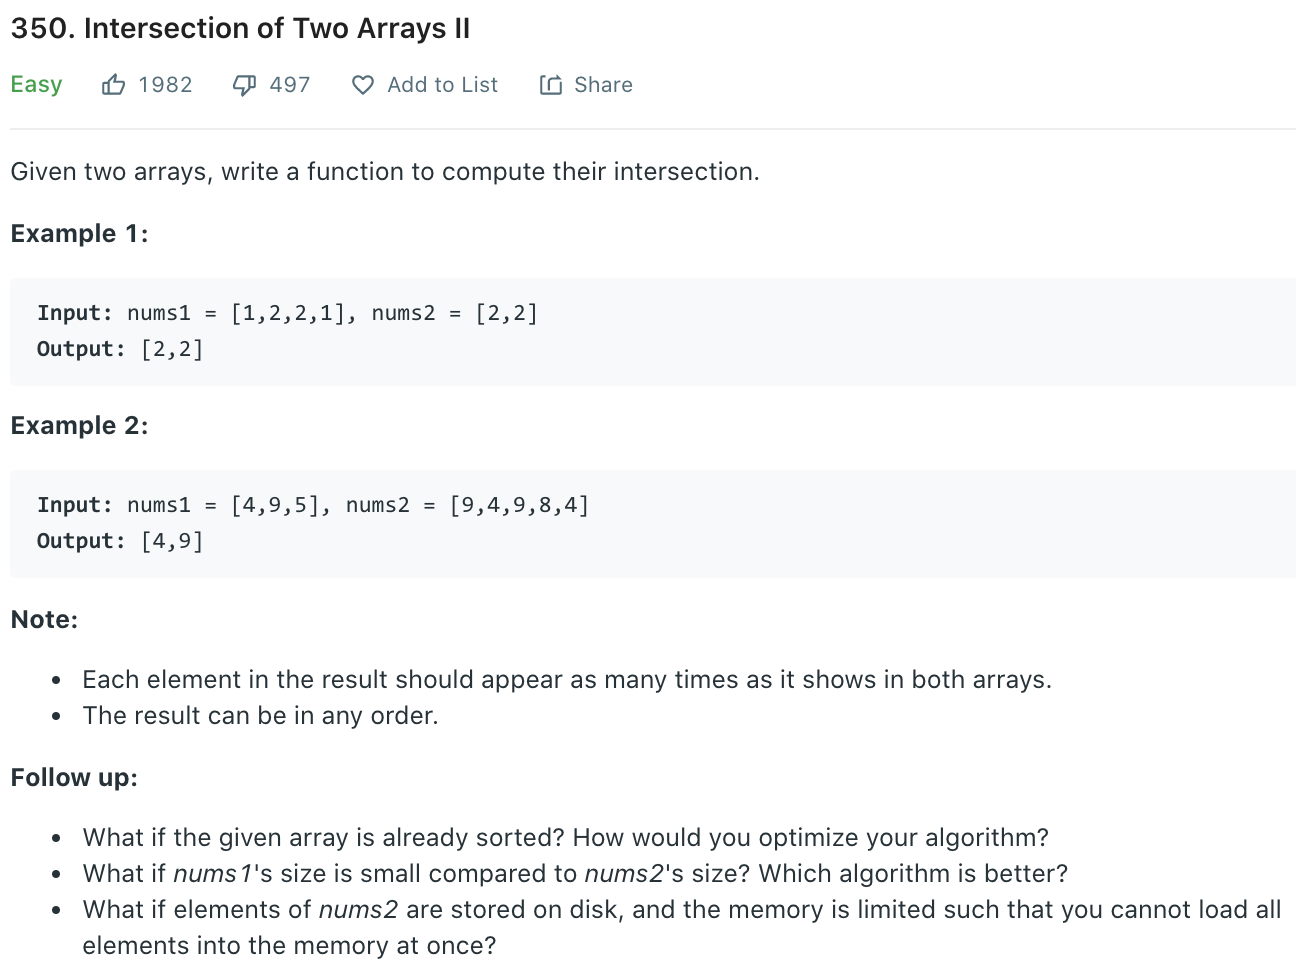 350. Intersection of Two Arrays II
Easy 1982 497 Add to List Share
Given two arrays, write a function to compute their intersection.
Example 1:
Input: nums1 = [1,2,2,1], nums2 = [2,2]
Output: [2,2]
Example 2:
Input: nums1 = [4,9,5], nums2 = [9,4,9,8,4]
Output: [4,9]
Note:
• Each element in the result should appear as many times as it shows in both arrays.
• The result can be in any order.
Follow up:
• What if the given array is already sorted? How would you optimize your algorithm?
• What if nums1's size is small compared to nums2's size? Which algorithm is better?
• What if elements of nums2 are stored on disk, and the memory is limited such that you cannot load all
elements into the memory at once?